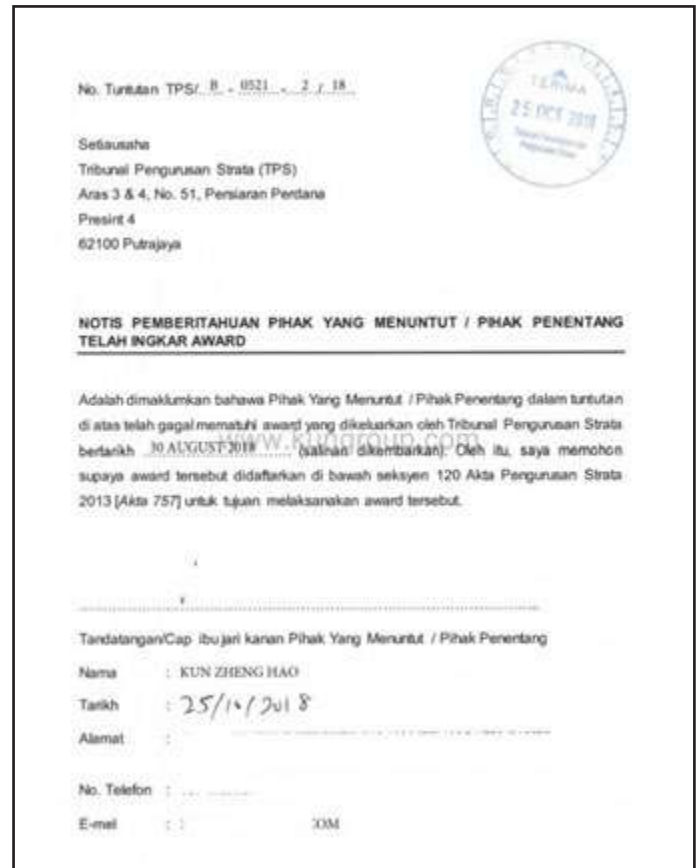 No. Tuntutan TPS/ B - 0521 - 2 / 18
TERIMA
25 OCT 2018
Setiausaha
Tribunal Pengurusan Strata (TPS)
Aras 3 & 4, No. 51, Persiaran Perdana
Presint 4
62100 Putrajaya
NOTIS PEMBERITAHUAN PIHAK YANG MENUNTUT / PIHAK PENENTANG
TELAH INGKAR AWARD
Adalah dimaklumkan bahawa Pihak Yang Menuntut / Pihak Penentang dalam tuntutan
di atas telah gagal mematuhi award yang dikeluarkan oleh Tribunal Pengurusan Strata
www.kungroup.com
bertarikh 30 AUGUST 2018 (salinan dikembarkan). Oleh itu, saya memohon
supaya award tersebut didaftarkan di bawah seksyen 120 Akta Pengurusan Strata
2013 [Akta 757] untuk tujuan melaksanakan award tersebut.
Tandatangan/Cap ibu jari kanan Pihak Yang Menuntut / Pihak Penentang
Nama : KUN ZHENG HAO
Tarikh : 25/10/2018
Alamat :
No. Telefon :
E-mel : COM